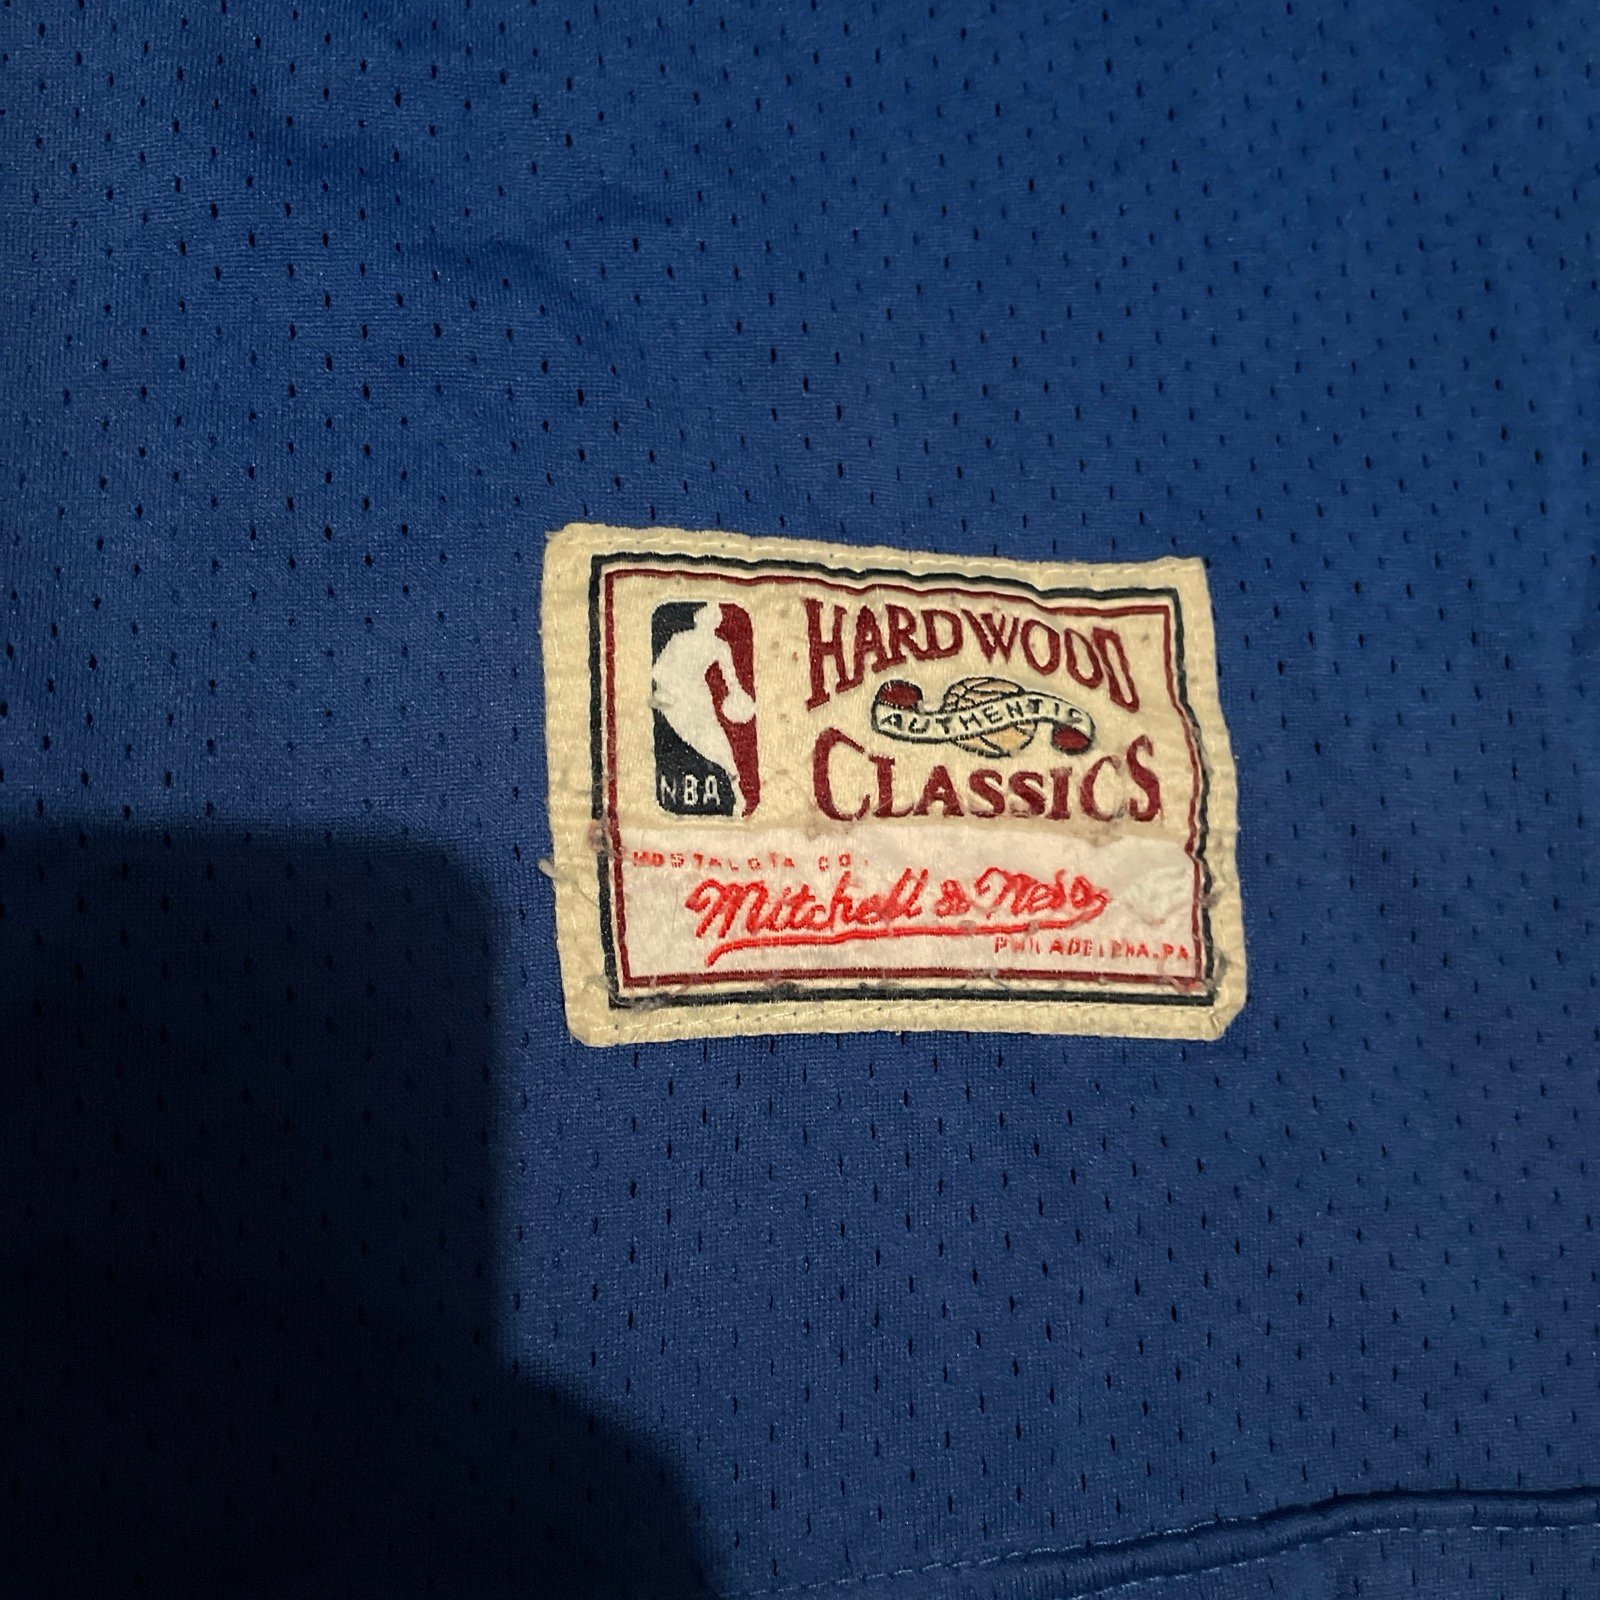 HARDWOOD
AUTHENTIC
CLASSICS
NBA
NOSTALGIA CO.
Mitchell & Ness
PHILADELPHIA, PA